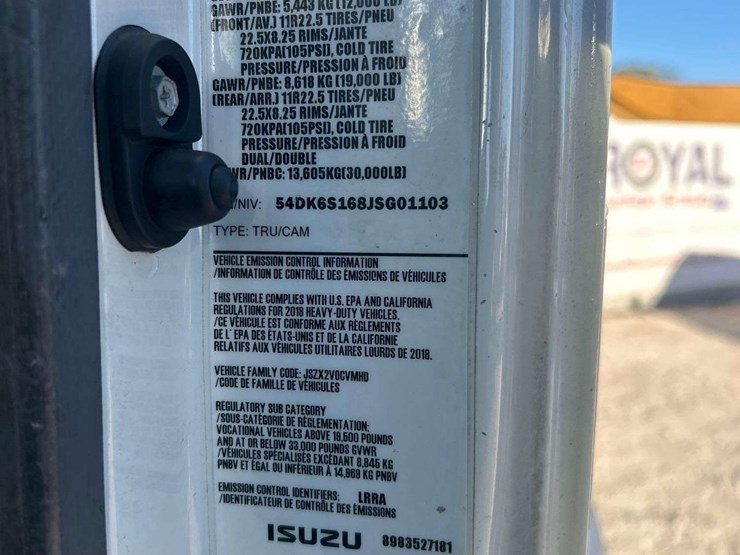 GAWR/PNBE: 5,443 KG (12,000 LB)
(FRONT/AV.) 11R22.5 TIRES/PNEU
22.5X8.25 RIMS/JANTE
720KPA(105PSI), COLD TIRE
PRESSURE/PRESSION À FROID
GAWR/PNBE: 8,618 KG (19,000 LB)
(REAR/ARR.) 11R22.5 TIRES/PNEU
22.5X8.25 RIMS/JANTE
720KPA(105PSI), COLD TIRE
PRESSURE/PRESSION À FROID
DUAL/DOUBLE
WR/PNBC: 13,605KG(30,000LB)
/NIV: 54DK6S168JSG01103
TYPE: TRU/CAM
VEHICLE EMISSION CONTROL INFORMATION
/INFORMATION DE CONTRÔLE DES ÉMISSIONS DE VÉHICULES
THIS VEHICLE COMPLIES WITH U.S. EPA AND CALIFORNIA
REGULATIONS FOR 2018 HEAVY-DUTY VEHICLES.
/CE VÉHICULE EST CONFORME AUX RÈGLEMENTS
DE L'EPA DES ÉTATS-UNIS ET DE LA CALIFORNIE
RELATIFS AUX VÉHICULES UTILITAIRES LOURDS DE 2018.
VEHICLE FAMILY CODE: JSZX2VOCVMHD
/CODE DE FAMILLE DE VÉHICULES
REGULATORY SUB CATEGORY
/SOUS-CATÉGORIE DE RÉGLEMENTATION:
VOCATIONAL VEHICLES ABOVE 19,500 POUNDS
AND AT OR BELOW 33,000 POUNDS GVWR
/VÉHICULES SPÉCIALISÉS EXCÉDANT 8,845 KG
PNBV ET ÉGAL OU INFÉRIEUR À 14,969 KG PNBV
EMISSION CONTROL IDENTIFIERS: LRRA
/IDENTIFICATEUR DE CONTRÔLE DES ÉMISSIONS
ISUZU 8983527181
ROYAL